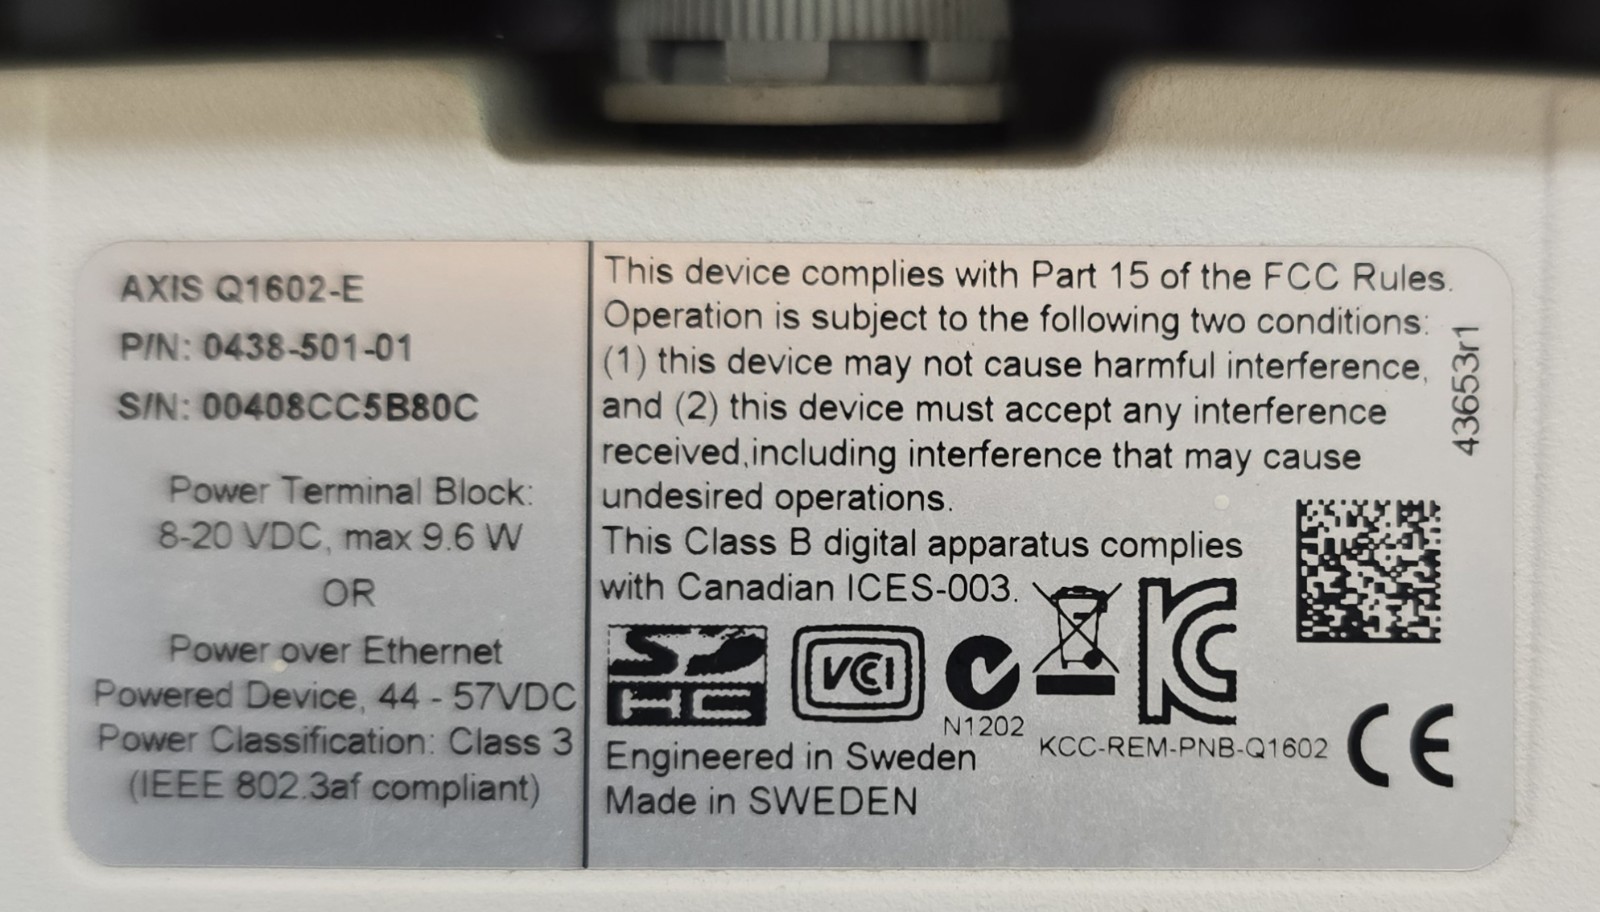 AXIS Q1602-E
P/N: 0438-501-01
S/N: 00408CC5B80C
Power Terminal Block:
8-20 VDC, max 9.6 W
OR
Power over Ethernet
Powered Device, 44 - 57VDC
Power Classification: Class 3
(IEEE 802.3af compliant)
This device complies with Part 15 of the FCC Rules.
Operation is subject to the following two conditions:
(1) this device may not cause harmful interference,
and (2) this device must accept any interference
received,including interference that may cause
undesired operations.
This Class B digital apparatus complies
with Canadian ICES-003.
43653r1
SD
HC
VCI
N1202
KC
KCC-REM-PNB-Q1602
CE
Engineered in Sweden
Made in SWEDEN